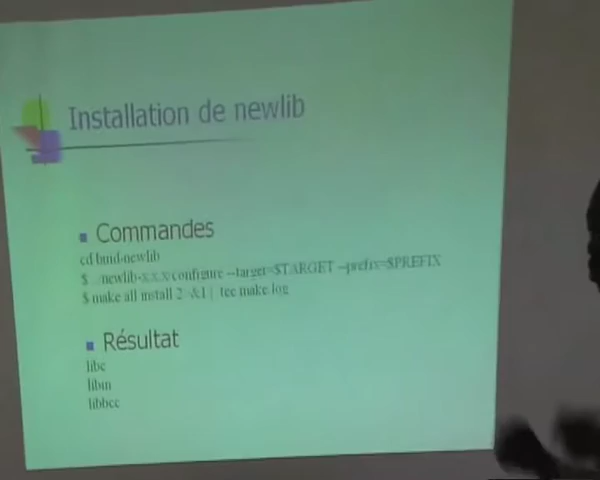 Installation de newlib
Commandes
cd build-newlib
$ ../newlib-x.x.x/configure --target=$TARGET --prefix=$PREFIX
$ make all install 2>&1 | tee make.log
Résultat
libc
libm
libbcc